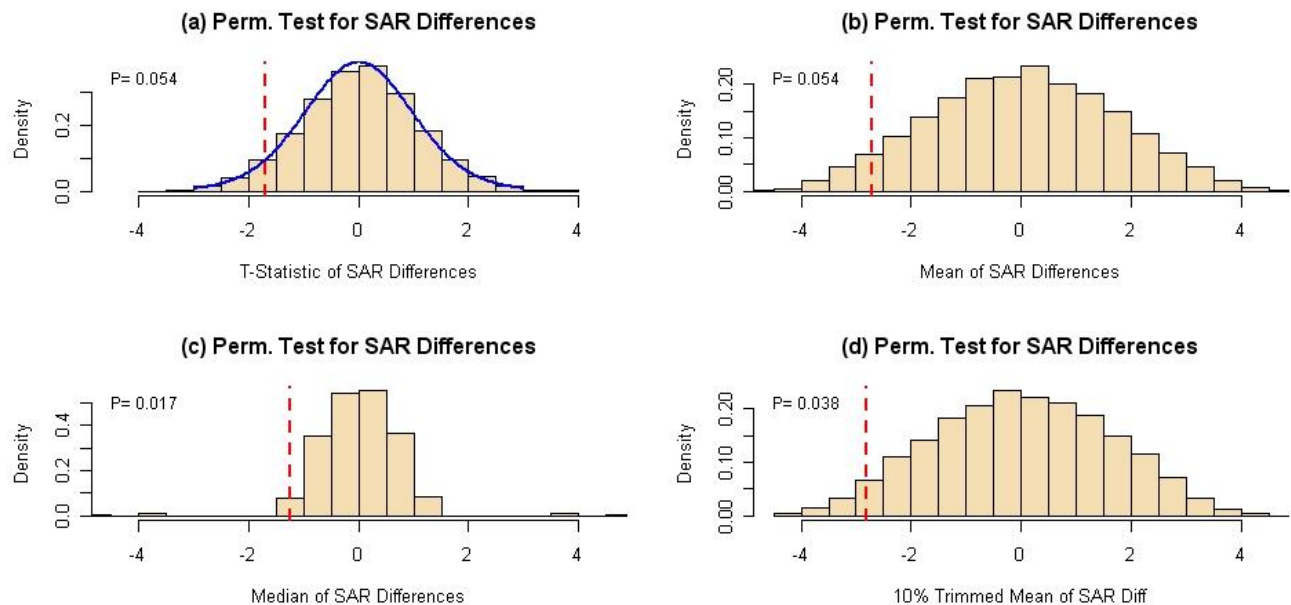 (a) Perm. Test for SAR Differences
P= 0.054
Density
0.0
0.2
-4 -2 0 2 4
T-Statistic of SAR Differences
(b) Perm. Test for SAR Differences
P= 0.054
Density
0.00
0.10
0.20
-4 -2 0 2 4
Mean of SAR Differences
(c) Perm. Test for SAR Differences
P= 0.017
Density
0.0
0.2
0.4
-4 -2 0 2 4
Median of SAR Differences
(d) Perm. Test for SAR Differences
P= 0.038
Density
0.00
0.10
0.20
-4 -2 0 2 4
10% Trimmed Mean of SAR Diff